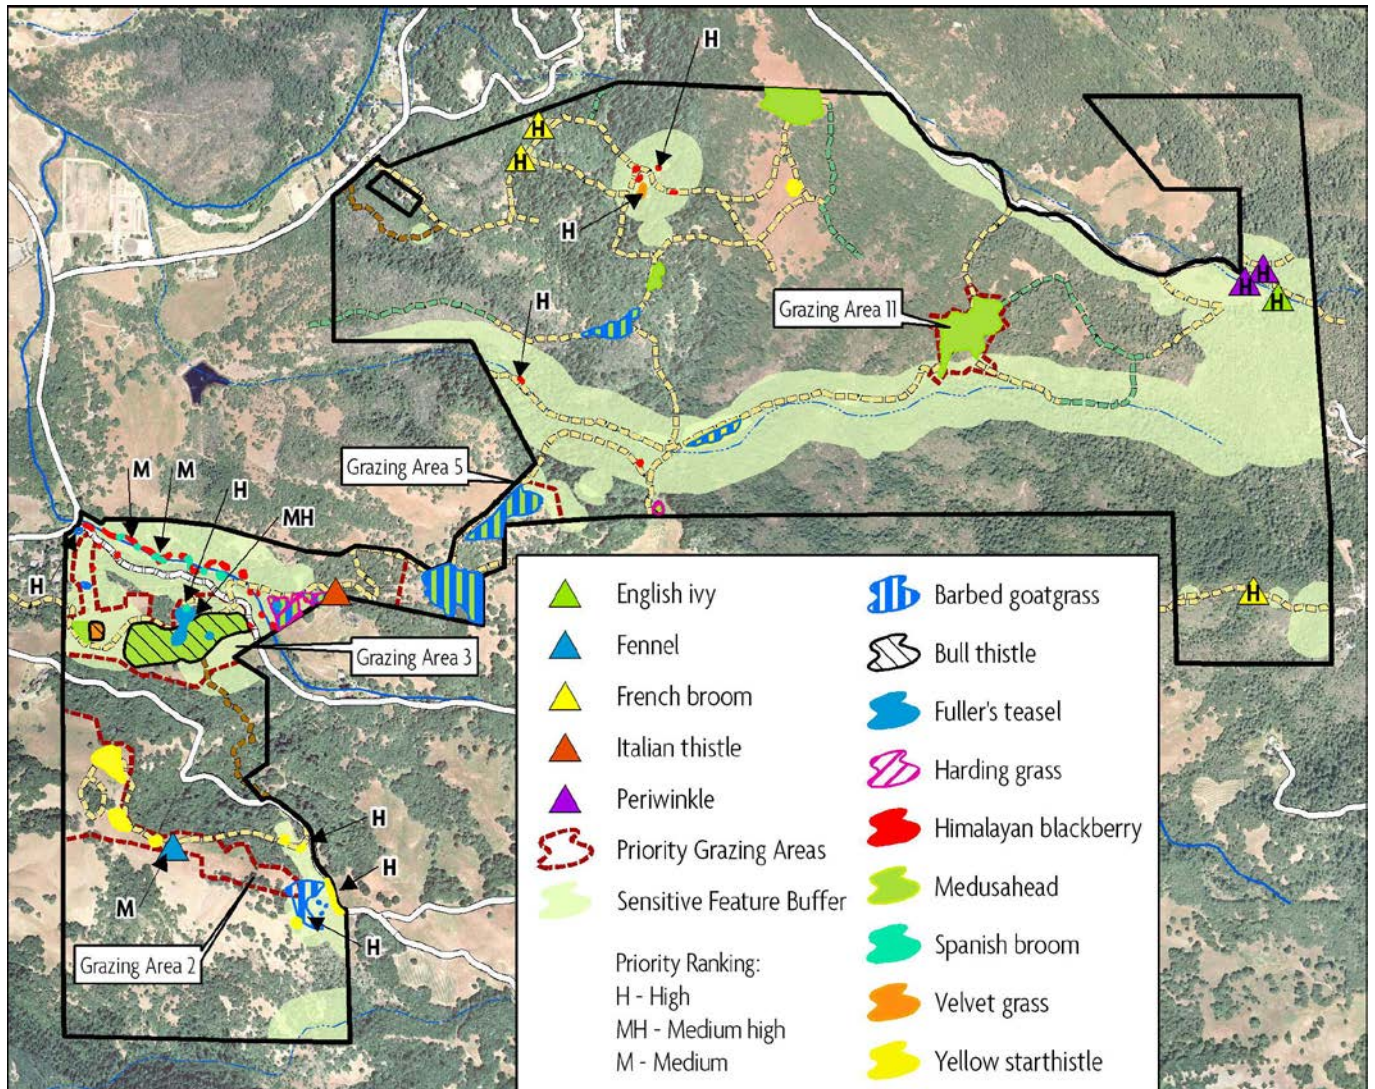 H
H
H
H
H
Grazing Area 11
H
H
H
H
Grazing Area 5
M
M
H
MH
H
Grazing Area 3
H
H
H
M
H
Grazing Area 2
English ivy
Fennel
French broom
Italian thistle
Periwinkle
Priority Grazing Areas
Sensitive Feature Buffer
Priority Ranking:
H - High
MH - Medium high
M - Medium
Barbed goatgrass
Bull thistle
Fuller's teasel
Harding grass
Himalayan blackberry
Medusahead
Spanish broom
Velvet grass
Yellow starthistle